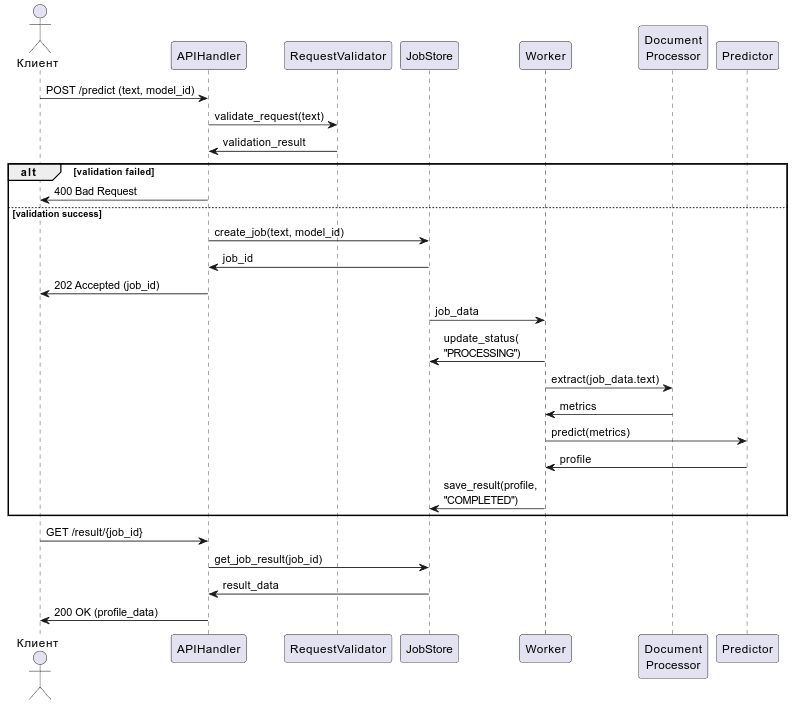 Клиент
APIHandler
RequestValidator
JobStore
Worker
Document
Processor
Predictor
POST /predict (text, model_id)
validate_request(text)
validation_result
alt
[validation failed]
400 Bad Request
[validation success]
create_job(text, model_id)
job_id
202 Accepted (job_id)
job_data
update_status(
"PROCESSING")
extract(job_data.text)
metrics
predict(metrics)
profile
save_result(profile,
"COMPLETED")
GET /result/{job_id}
get_job_result(job_id)
result_data
200 OK (profile_data)
Клиент
APIHandler
RequestValidator
JobStore
Worker
Document
Processor
Predictor